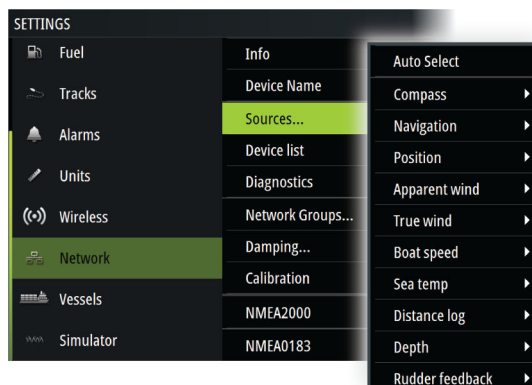 SETTINGS
Fuel
Tracks
Alarms
Units
Wireless
Network
Vessels
Simulator
Info
Device Name
Sources...
Device list
Diagnostics
Network Groups...
Damping...
Calibration
NMEA2000
NMEA0183
Auto Select
Compass
Navigation
Position
Apparent wind
True wind
Boat speed
Sea temp
Distance log
Depth
Rudder feedback